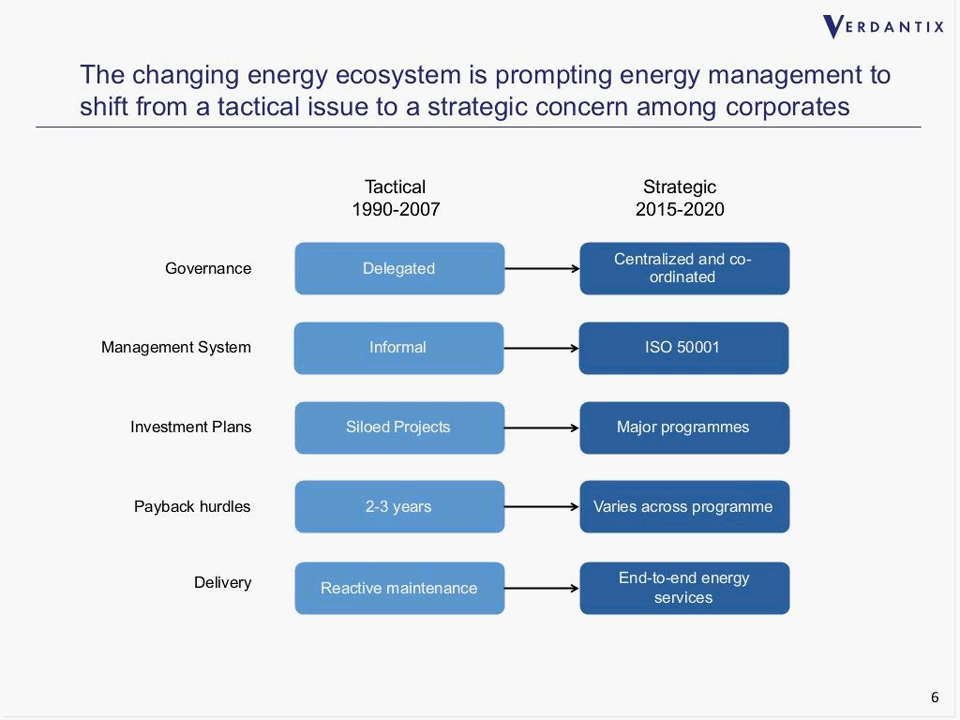 VERDANTIX
The changing energy ecosystem is prompting energy management to
shift from a tactical issue to a strategic concern among corporates
Tactical
1990-2007
Strategic
2015-2020
Governance
Delegated
Centralized and co-
ordinated
Management System
Informal
ISO 50001
Investment Plans
Siloed Projects
Major programmes
Payback hurdles
2-3 years
Varies across programme
Delivery
Reactive maintenance
End-to-end energy
services
6